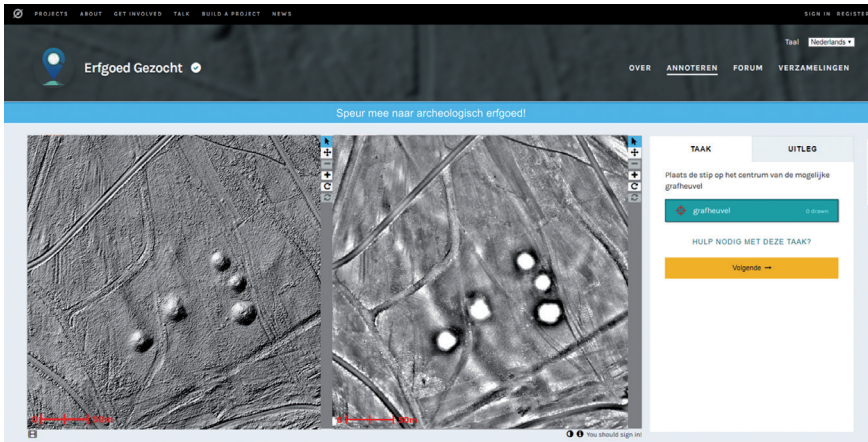 PROJECTS ABOUT GET INVOLVED TALK BUILD A PROJECT NEWS SIGN IN REGISTER
Taal Nederlands
Erfgoed Gezocht
OVER ANNOTEREN FORUM VERZAMELINGEN
Speur mee naar archeologisch erfgoed!
TAAK UITLEG
Plaats de stip op het centrum van de mogelijke
grafheuvel
grafheuvel 0 drawn
HULP NODIG MET DEZE TAAK?
Volgende →
You should sign in!